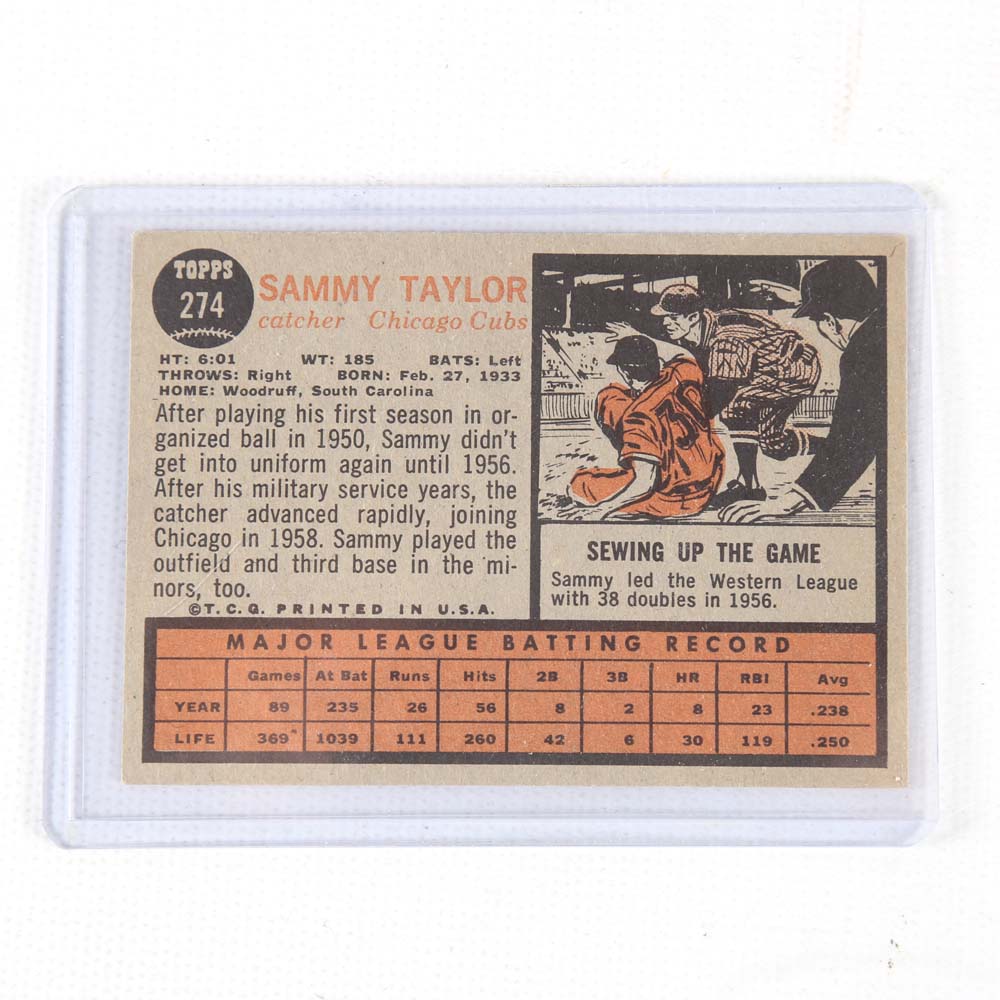 TOPPS
274
SAMMY TAYLOR
catcher Chicago Cubs
HT: 6:01 WT: 185 BATS: Left
THROWS: Right BORN: Feb. 27, 1933
HOME: Woodruff, South Carolina
After playing his first season in or-
ganized ball in 1950, Sammy didn't
get into uniform again until 1956.
After his military service years, the
catcher advanced rapidly, joining
Chicago in 1958. Sammy played the
outfield and third base in the mi-
nors, too.
©T.C.G. PRINTED IN U.S.A.
30
SEWING UP THE GAME
Sammy led the Western League
with 38 doubles in 1956.
MAJOR LEAGUE BATTING RECORD
Games At Bat Runs Hits 2B 3B HR RBI Avg
YEAR 89 235 26 56 8 2 8 23 .238
LIFE 369 1039 111 260 42 6 30 119 .250